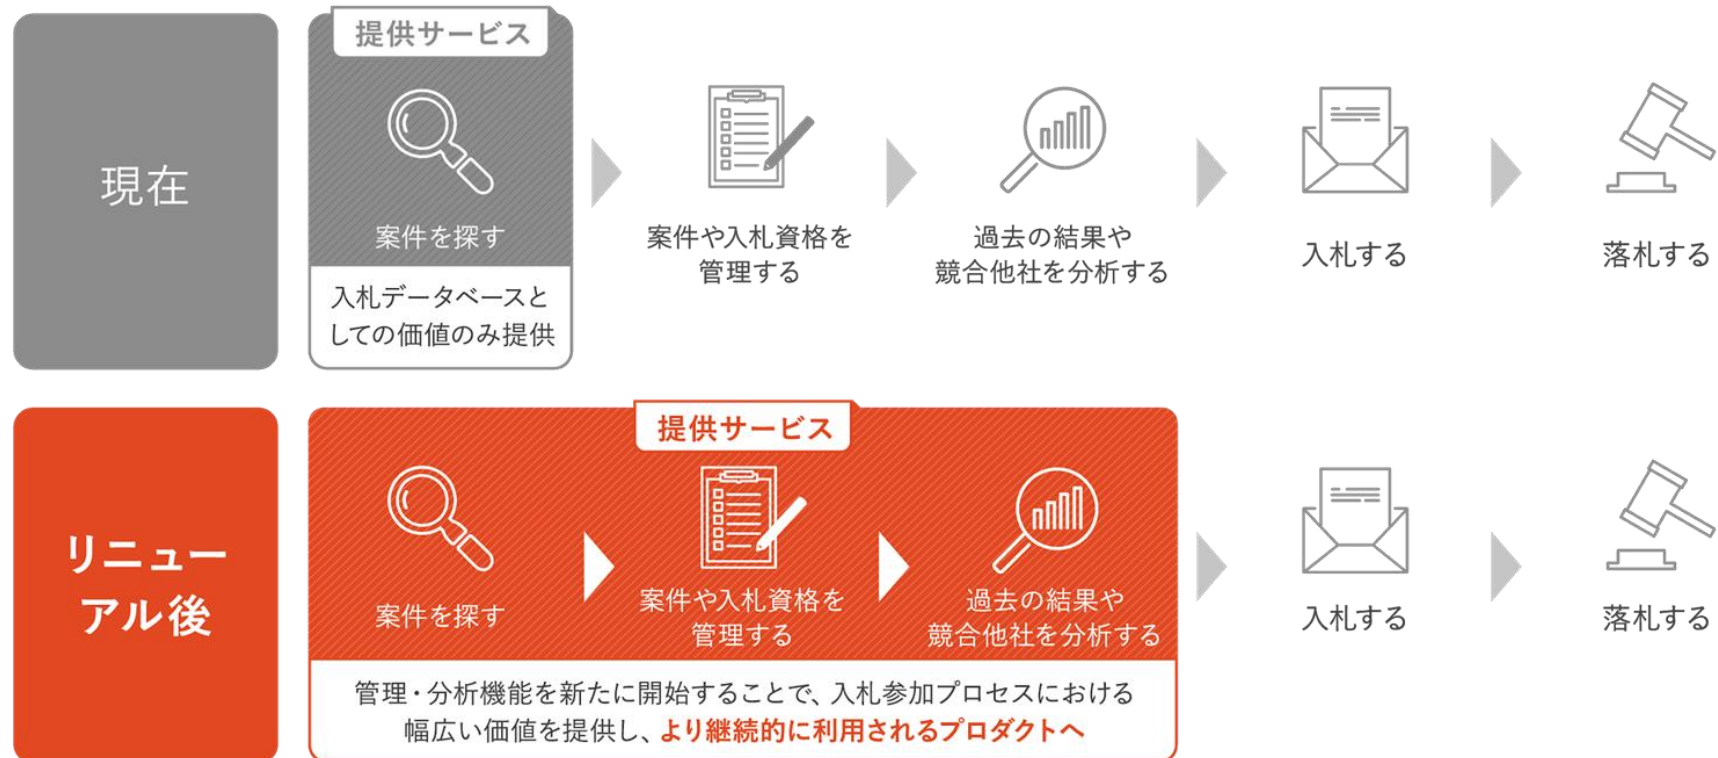 現在
提供サービス
案件を探す
入札データベースと
しての価値のみ提供
案件や入札資格を
管理する
過去の結果や
競合他社を分析する
入札する
落札する
リニュー
アル後
提供サービス
案件を探す
案件や入札資格を
管理する
過去の結果や
競合他社を分析する
管理・分析機能を新たに開始することで、入札参加プロセスにおける
幅広い価値を提供し、より継続的に利用されるプロダクトへ
入札する
落札する